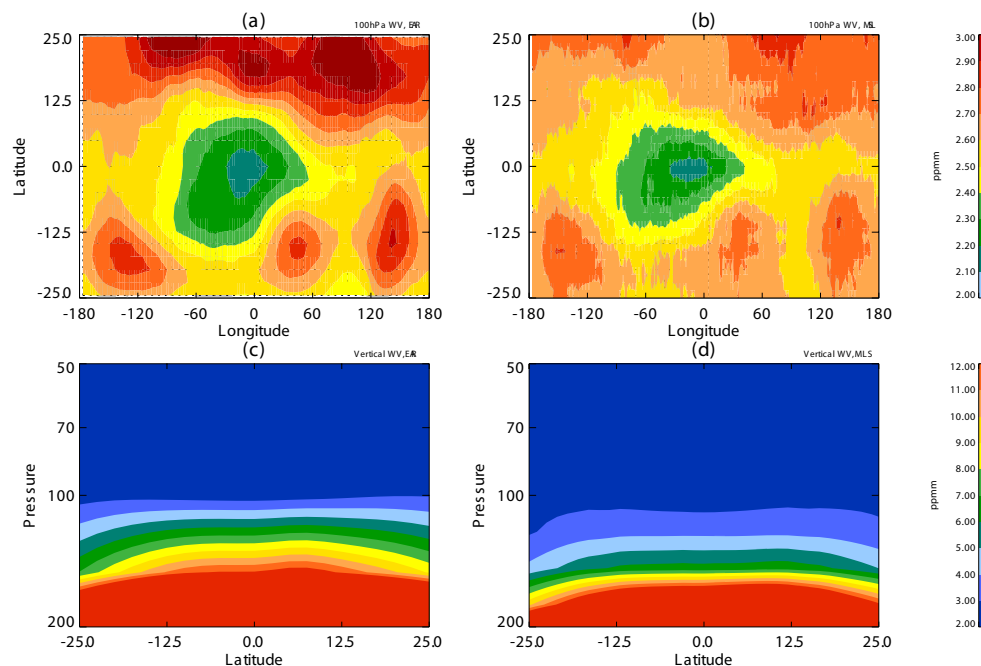 (a)
100hPa WV, EAR
(b)
100hPa WV, MLS
25.0
12.5
0.0
-12.5
-25.0
Latitude
-180 -120 -60 0 60 120 180
Longitude
25.0
12.5
0.0
-12.5
-25.0
Latitude
-180 -120 -60 0 60 120 180
Longitude
3.00
2.90
2.80
2.70
2.60
2.50
2.40
2.30
2.20
2.10
2.00
ppmm
(c)
Vertical WV, EAR
(d)
Vertical WV, MLS
50
70
100
200
Pressure
-25.0 -12.5 0.0 12.5 25.0
Latitude
50
70
100
200
Pressure
-25.0 -12.5 0.0 12.5 25.0
Latitude
12.00
11.00
10.00
9.00
8.00
7.00
6.00
5.00
4.00
3.00
2.00
ppmm